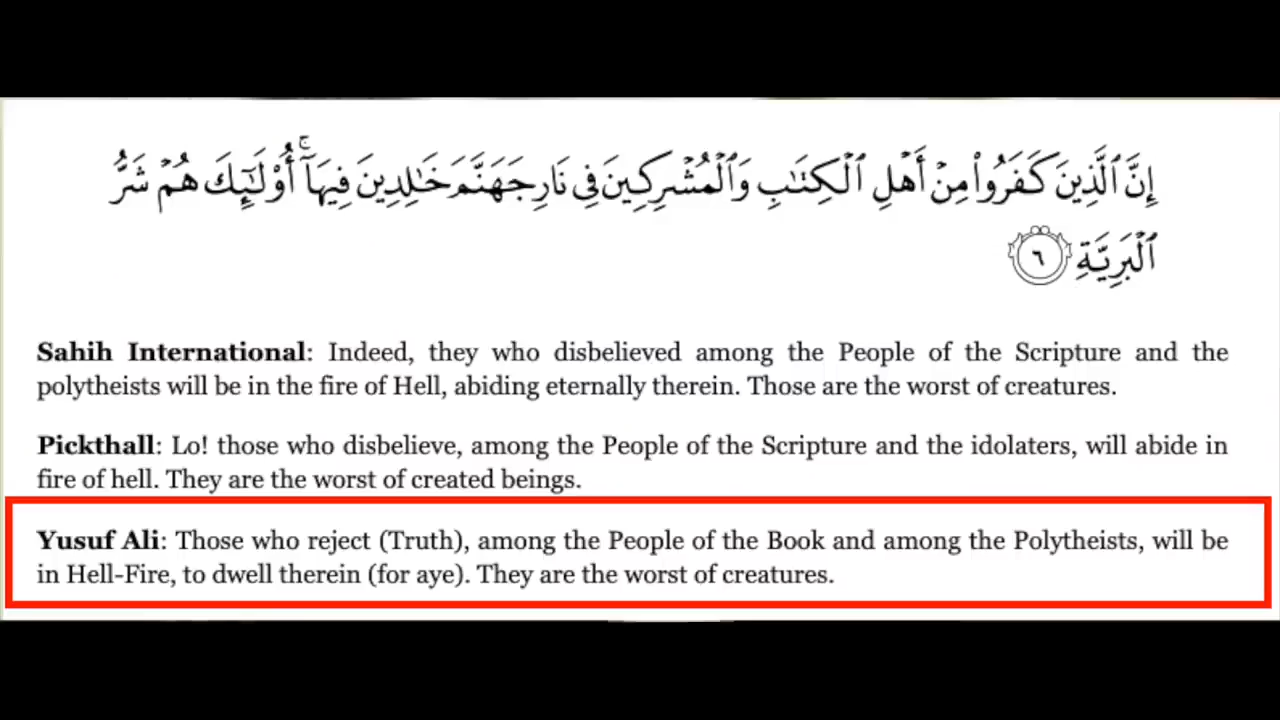 إِنَّ ٱلَّذِينَ كَفَرُوا۟ مِنْ أَهْلِ ٱلْكِتَـٰبِ وَٱلْمُشْرِكِينَ فِى نَارِ جَهَنَّمَ خَـٰلِدِينَ فِيهَآ ۚ أُو۟لَـٰٓئِكَ هُمْ شَرُّ
ٱلْبَرِيَّةِ ٦
Sahih International: Indeed, they who disbelieved among the People of the Scripture and the
polytheists will be in the fire of Hell, abiding eternally therein. Those are the worst of creatures.
Pickthall: Lo! those who disbelieve, among the People of the Scripture and the idolaters, will abide in
fire of hell. They are the worst of created beings.
Yusuf Ali: Those who reject (Truth), among the People of the Book and among the Polytheists, will be
in Hell-Fire, to dwell therein (for aye). They are the worst of creatures.